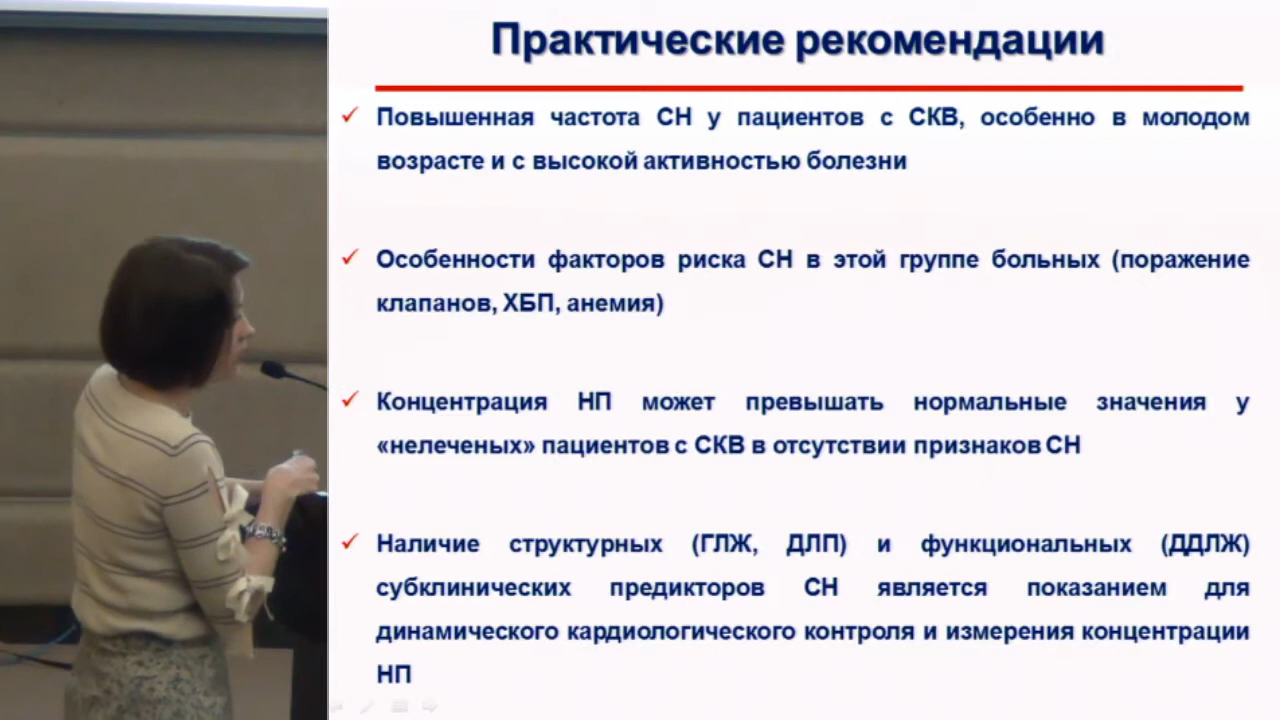 Практические рекомендации
Повышенная частота СН у пациентов с СКВ, особенно в молодом
возрасте и с высокой активностью болезни
Особенности факторов риска СН в этой группе больных (поражение
клапанов, ХБП, анемия)
Концентрация НП может превышать нормальные значения у
«нелеченых» пациентов с СКВ в отсутствии признаков СН
Наличие структурных (ГЛЖ, ДЛП) и функциональных (ДДЛЖ)
субклинических предикторов СН является показанием для
динамического кардиологического контроля и измерения концентрации
НП